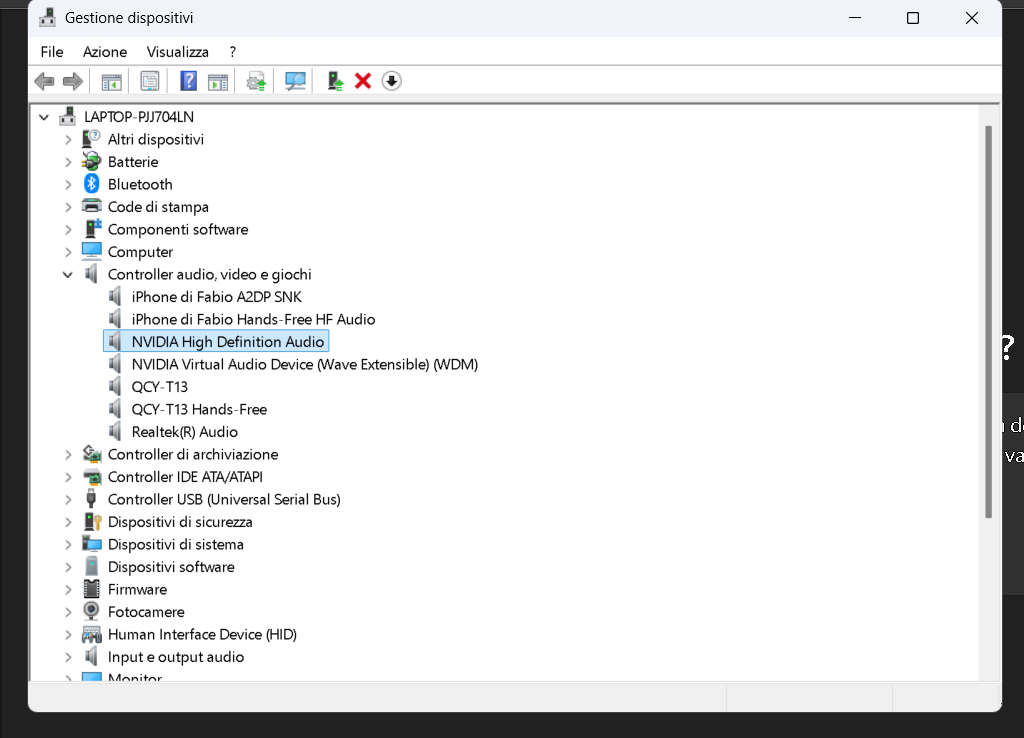 Gestione dispositivi
File Azione Visualizza ?
LAPTOP-PJJ704LN
Altri dispositivi
Batterie
Bluetooth
Code di stampa
Componenti software
Computer
Controller audio, video e giochi
iPhone di Fabio A2DP SNK
iPhone di Fabio Hands-Free HF Audio
NVIDIA High Definition Audio
NVIDIA Virtual Audio Device (Wave Extensible) (WDM)
QCY-T13
QCY-T13 Hands-Free
Realtek(R) Audio
Controller di archiviazione
Controller IDE ATA/ATAPI
Controller USB (Universal Serial Bus)
Dispositivi di sicurezza
Dispositivi di sistema
Dispositivi software
Firmware
Fotocamere
Human Interface Device (HID)
Input e output audio
Monitor
?